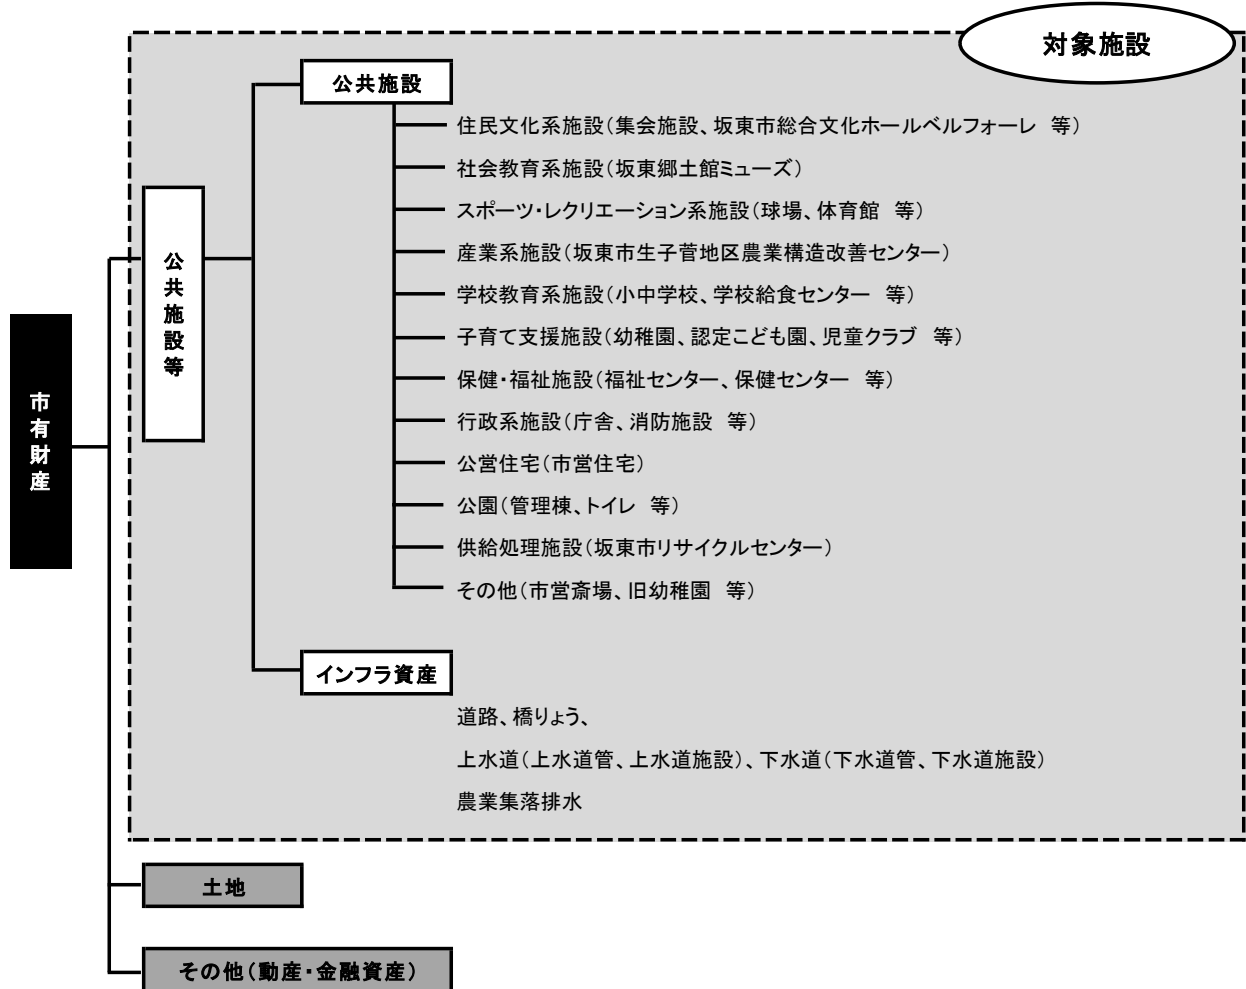 対象施設
公共施設
住民文化系施設（集会施設、坂東市総合文化ホールベルフォーレ　等）
社会教育系施設（坂東郷土館ミューズ）
スポーツ・レクリエーション系施設（球場、体育館　等）
産業系施設（坂東市生子菅地区農業構造改善センター）
学校教育系施設（小中学校、学校給食センター　等）
子育て支援施設（幼稚園、認定こども園、児童クラブ　等）
保健・福祉施設（福祉センター、保健センター　等）
行政系施設（庁舎、消防施設　等）
公営住宅（市営住宅）
公園（管理棟、トイレ　等）
供給処理施設（坂東市リサイクルセンター）
その他（市営斎場、旧幼稚園　等）
公共施設等
市有財産
インフラ資産
道路、橋りょう、
上水道（上水道管、上水道施設）、下水道（下水道管、下水道施設）
農業集落排水
土地
その他（動産・金融資産）